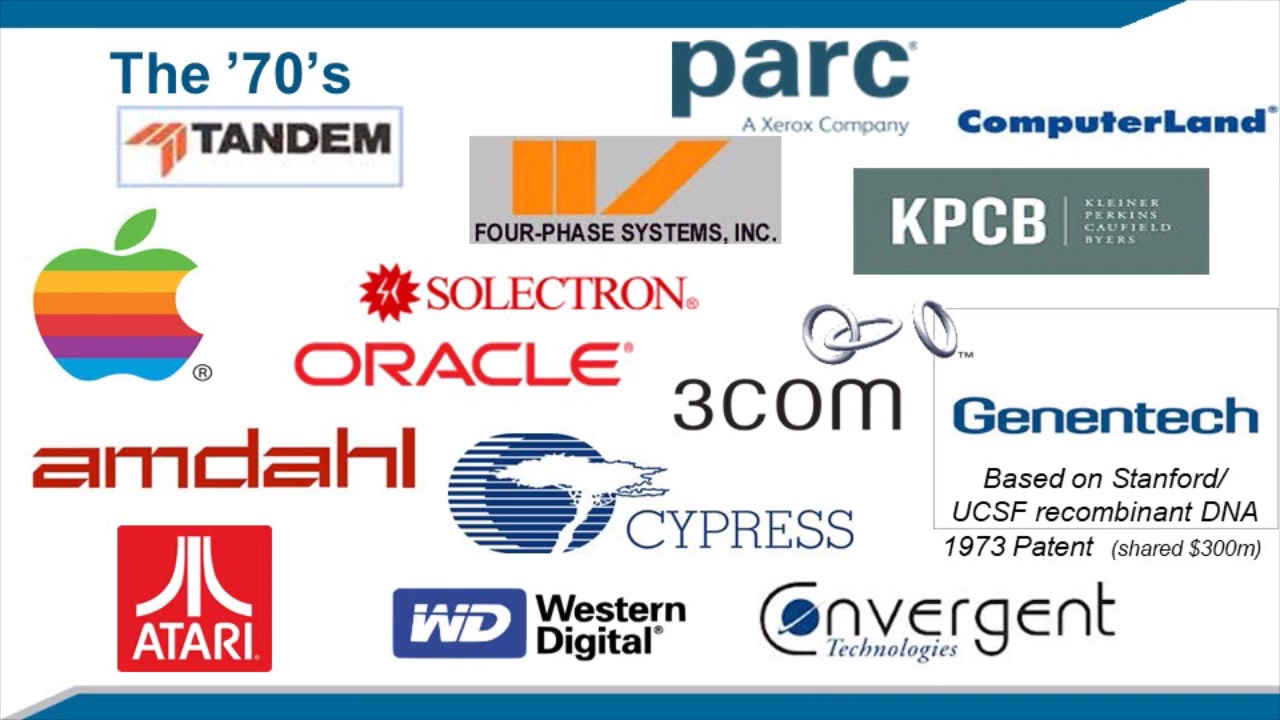 The ’70’s
TANDEM
parc®
A Xerox Company
ComputerLand®
FOUR-PHASE SYSTEMS, INC.
KPCB
KLEINER
PERKINS
CAUFIELD
BYERS
®
SOLECTRON®
ORACLE®
3COM
TM
Genentech
Based on Stanford/
UCSF recombinant DNA
1973 Patent (shared $300m)
amdahl
CYPRESS
ATARI®
WD
Western
Digital®
Convergent
Technologies